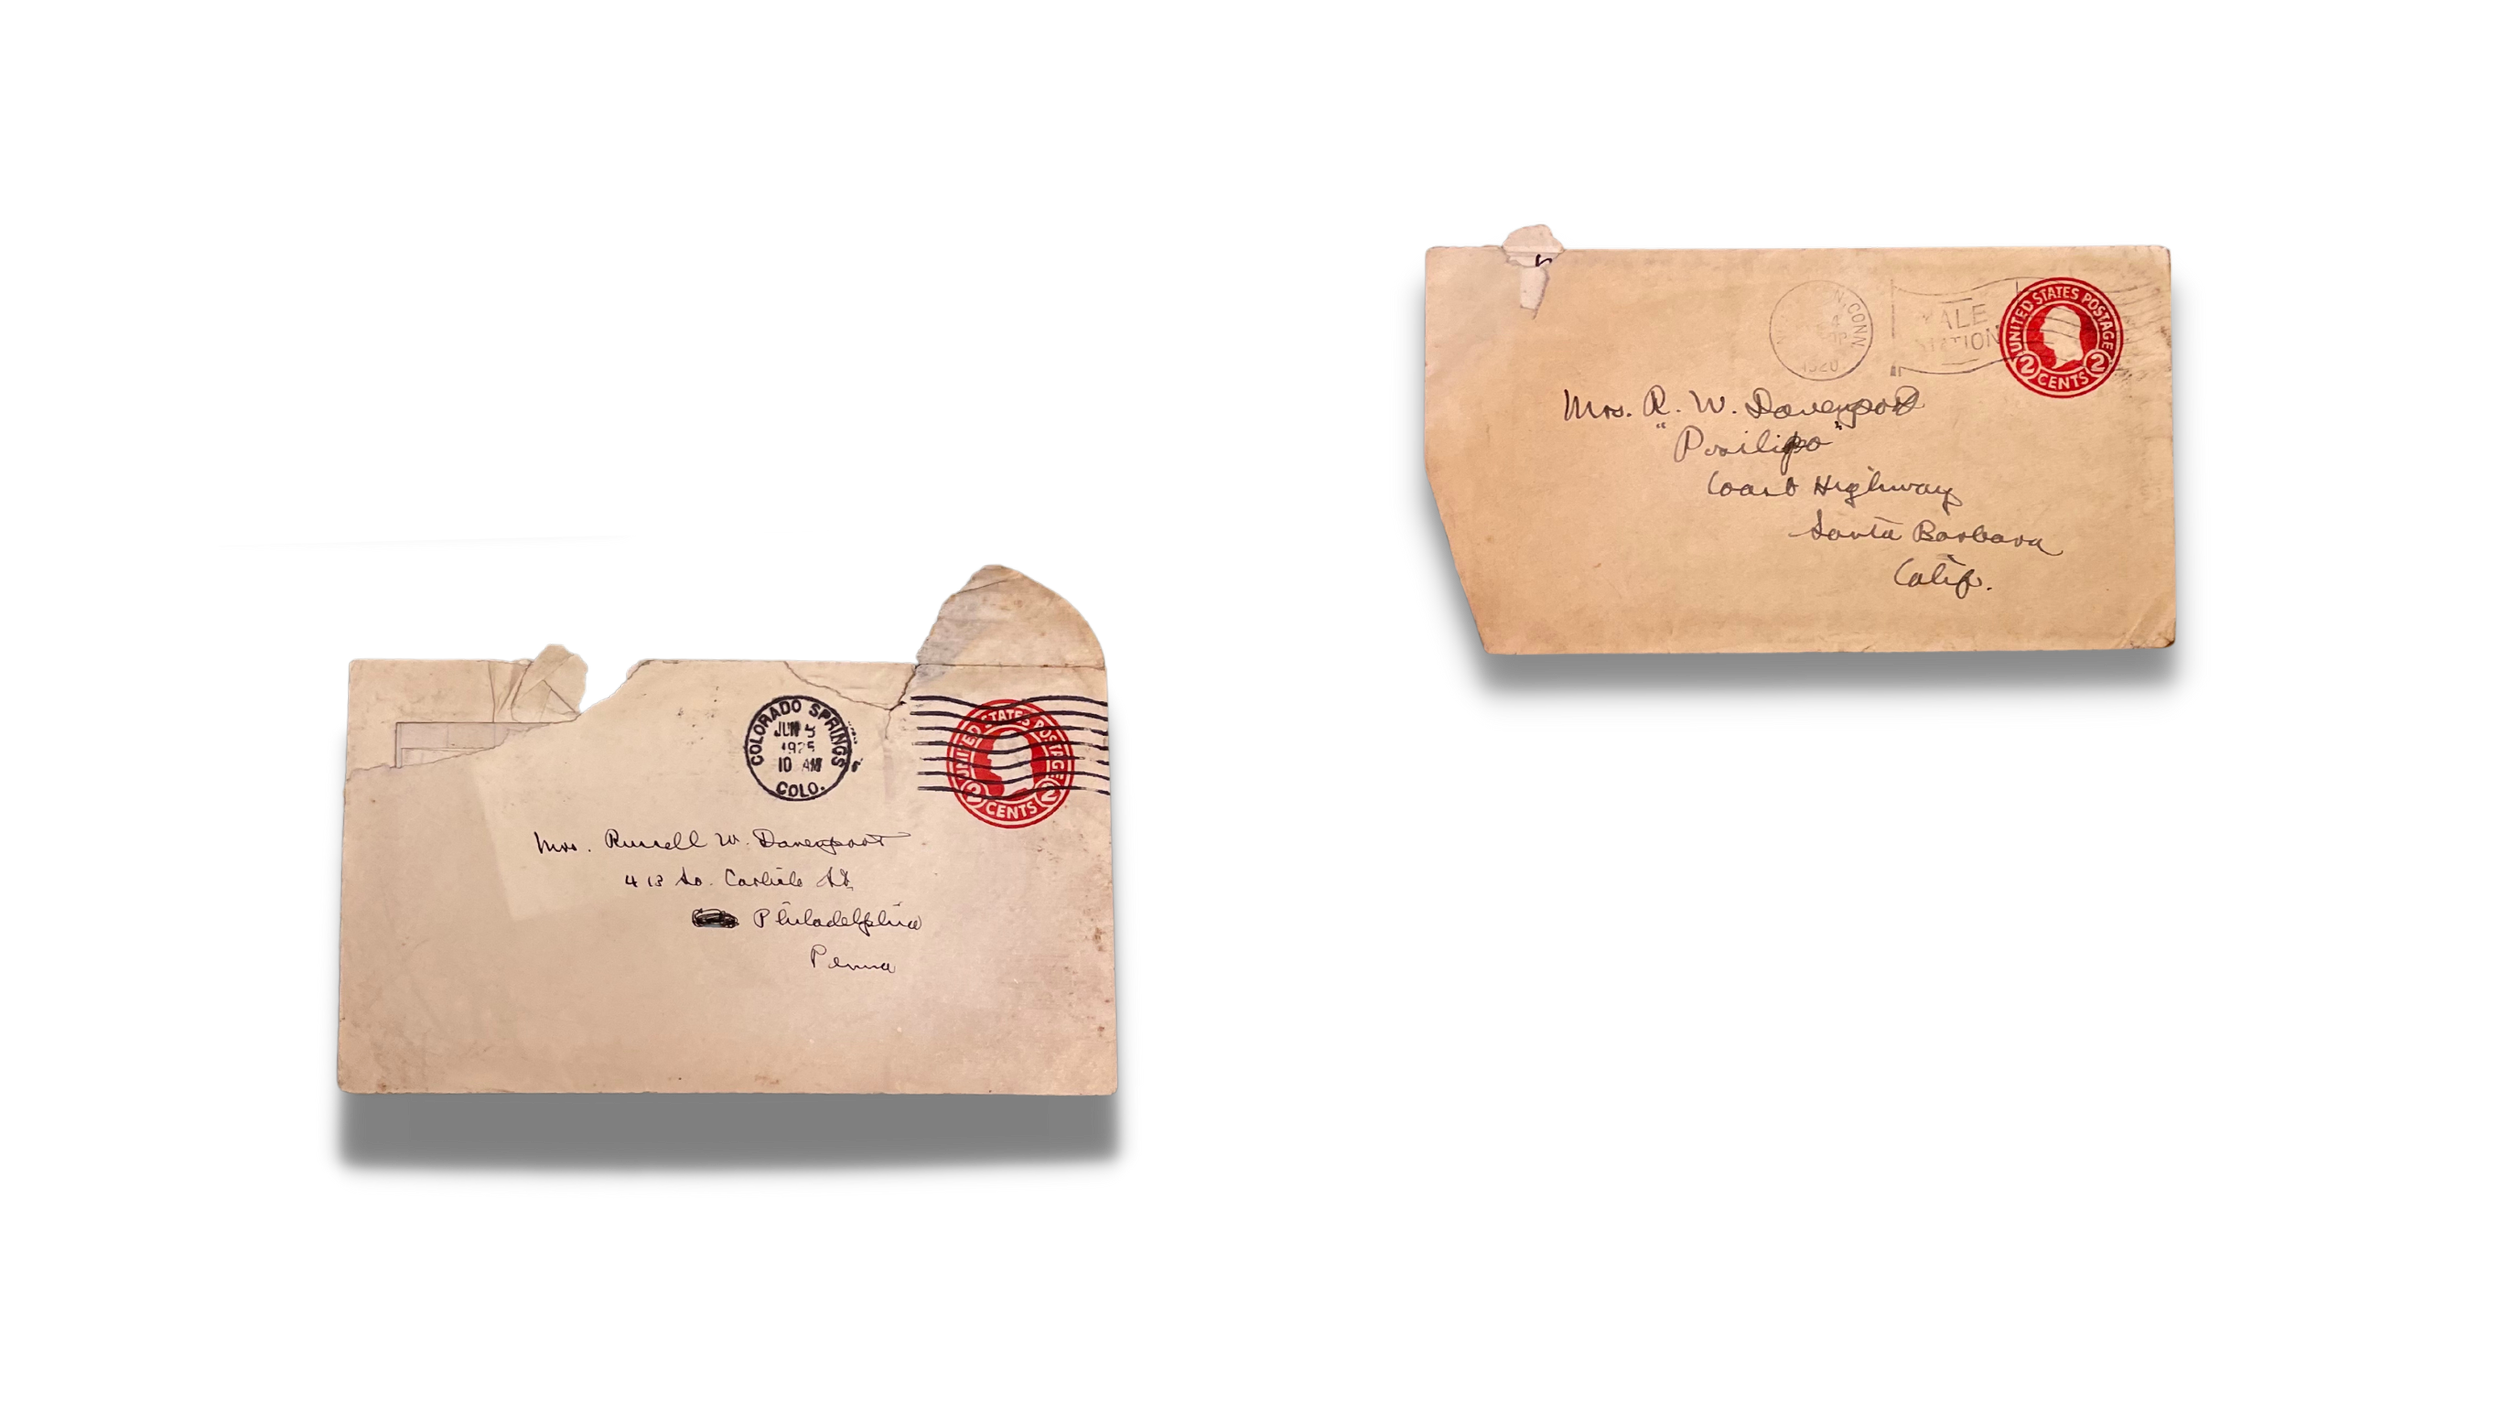 COLORADO SPRINGS
JUN 5
1925
10 AM
COLO.
UNITED STATES POSTAGE
2 CENTS 2
Mrs. Russell W. Davenport
413 So. Carlisle St.
Philadelphia
Penna
N. CONN
4
1920
YALE
STATION
UNITED STATES POSTAGE
2 CENTS 2
Mrs. R. W. Davenport
"Posilipo"
Coast Highway
Santa Barbara
Calif.